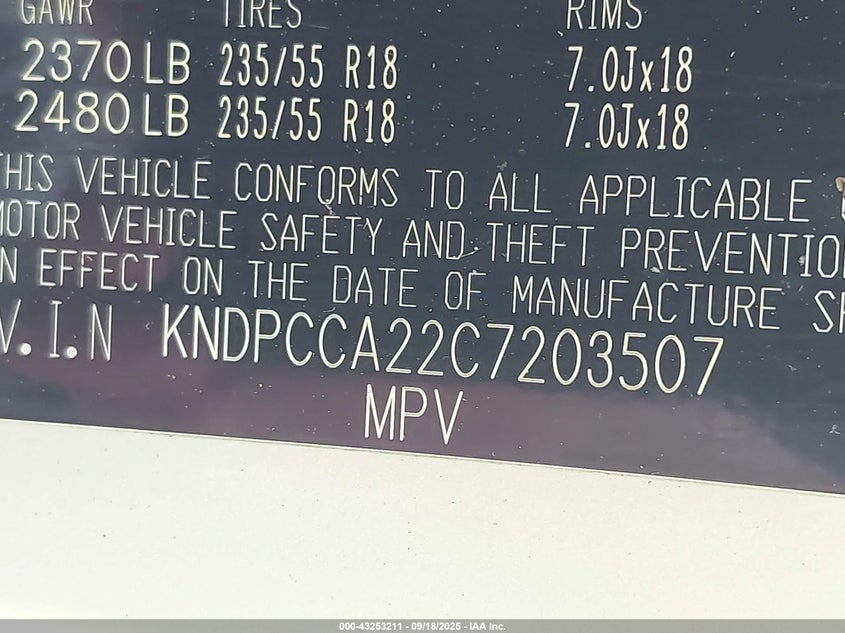 GAWR TIRES RIMS
2370 LB 235/55 R18 7.0Jx18
2480 LB 235/55 R18 7.0Jx18
THIS VEHICLE CONFORMS TO ALL APPLICABLE
MOTOR VEHICLE SAFETY AND THEFT PREVENTIO
N EFFECT ON THE DATE OF MANUFACTURE SH
V.I.N KNDPCCA22C7203507
MPV
000-43253211 - 09/18/2025 - IAA Inc.